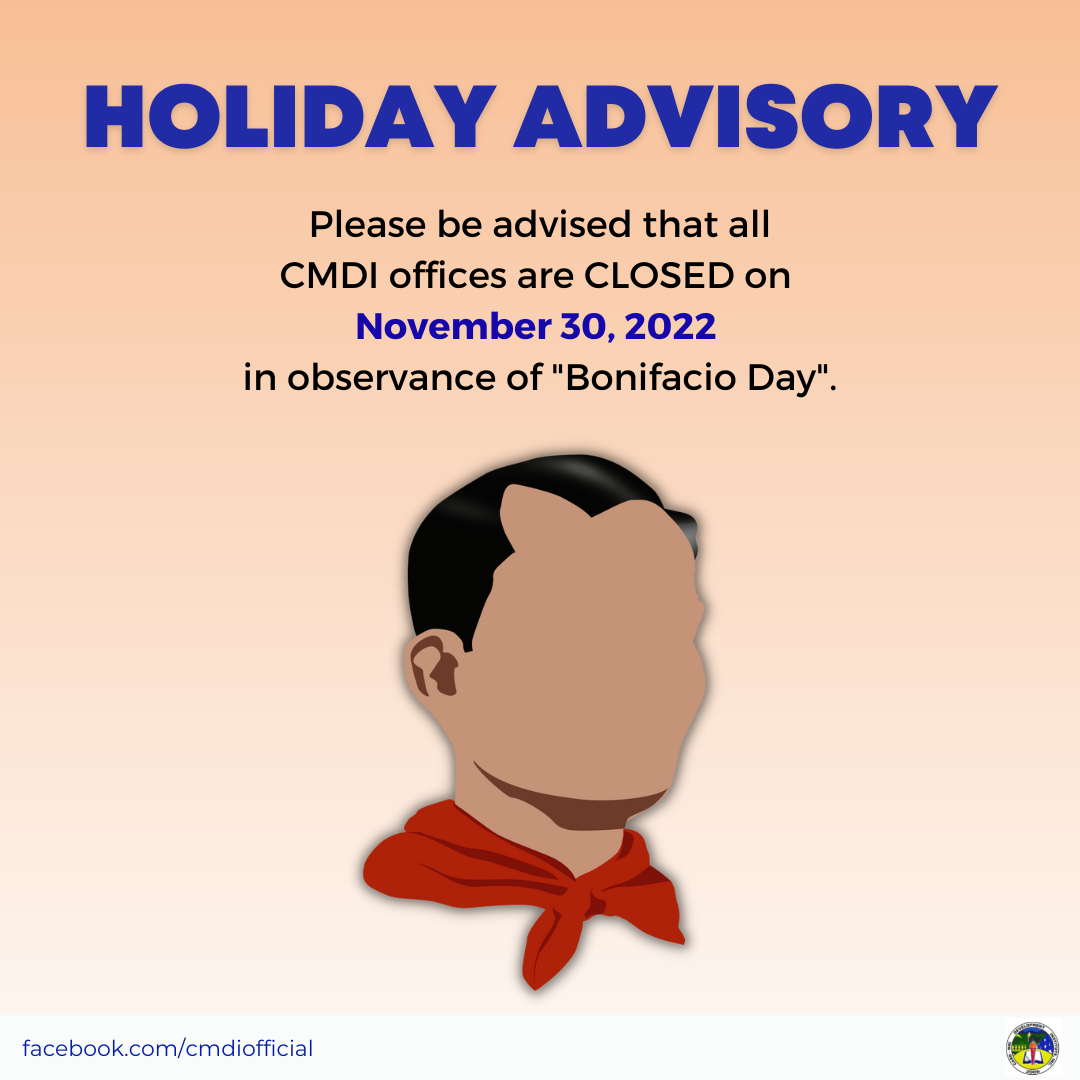 HOLIDAY ADVISORY
Please be advised that all
CMDI offices are CLOSED on
November 30, 2022
in observance of "Bonifacio Day".
facebook.com/cmdiofficial